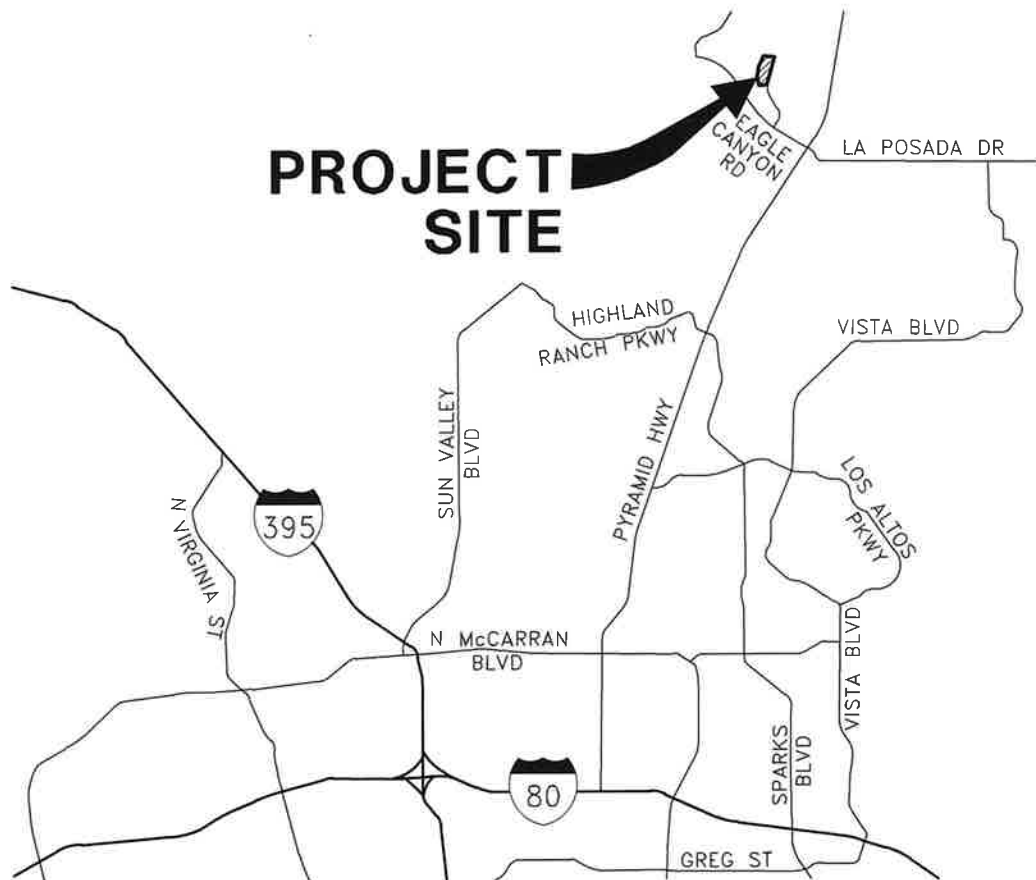 EAGLE
CANYON
RD
LA POSADA DR
PROJECT
SITE
HIGHLAND
RANCH PKWY
VISTA BLVD
SUN VALLEY
BLVD
PYRAMID HWY
LOS ALTOS
PKWY
395
N VIRGINIA ST
N McCARRAN
BLVD
VISTA BLVD
SPARKS
BLVD
80
GREG ST